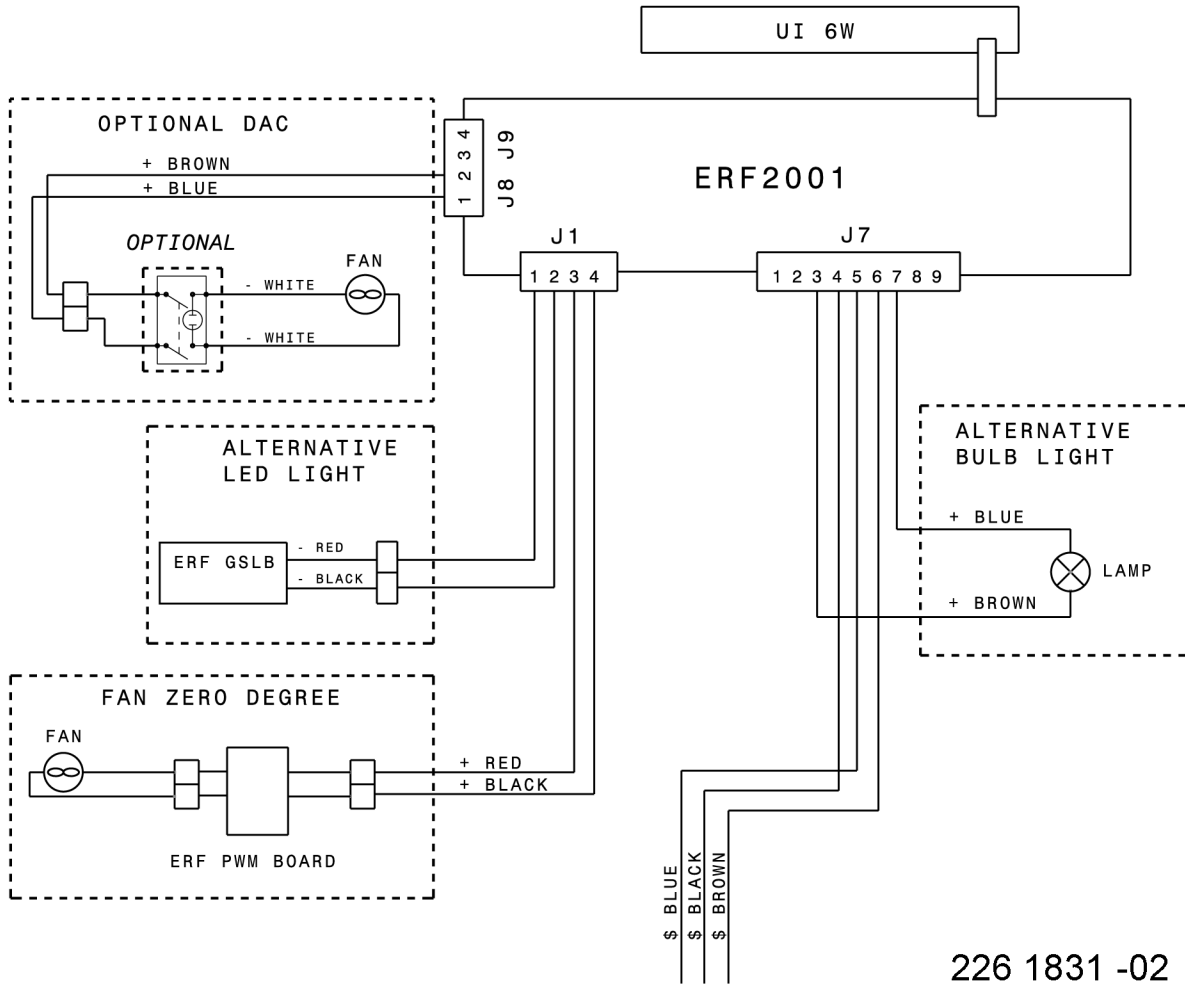 UI 6W
OPTIONAL DAC
+ BROWN
+ BLUE
1 2 3 4
J8 J9
ERF2001
OPTIONAL
FAN
- WHITE
- WHITE
J1
1 2 3 4
J7
1 2 3 4 5 6 7 8 9
ALTERNATIVE
LED LIGHT
ERF GSLB
- RED
- BLACK
ALTERNATIVE
BULB LIGHT
+ BLUE
LAMP
+ BROWN
FAN ZERO DEGREE
FAN
+ RED
+ BLACK
ERF PWM BOARD
$ BLUE
$ BLACK
$ BROWN
226 1831 -02